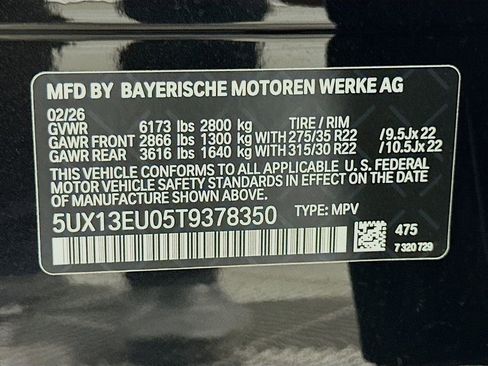 MFD BY BAYERISCHE MOTOREN WERKE AG
02/26
GVWR 6173 lbs 2800 kg TIRE / RIM
GAWR FRONT 2866 lbs 1300 kg WITH 275/35 R22 /9.5Jx22
GAWR REAR 3616 lbs 1640 kg WITH 315/30 R22 /10.5Jx22
THIS VEHICLE CONFORMS TO ALL APPLICABLE U. S. FEDERAL
MOTOR VEHICLE SAFETY STANDARDS IN EFFECT ON THE DATE OF
MANUFACTURE SHOWN ABOVE.
5UX13EU05T9378350 TYPE: MPV
475
7 320 729